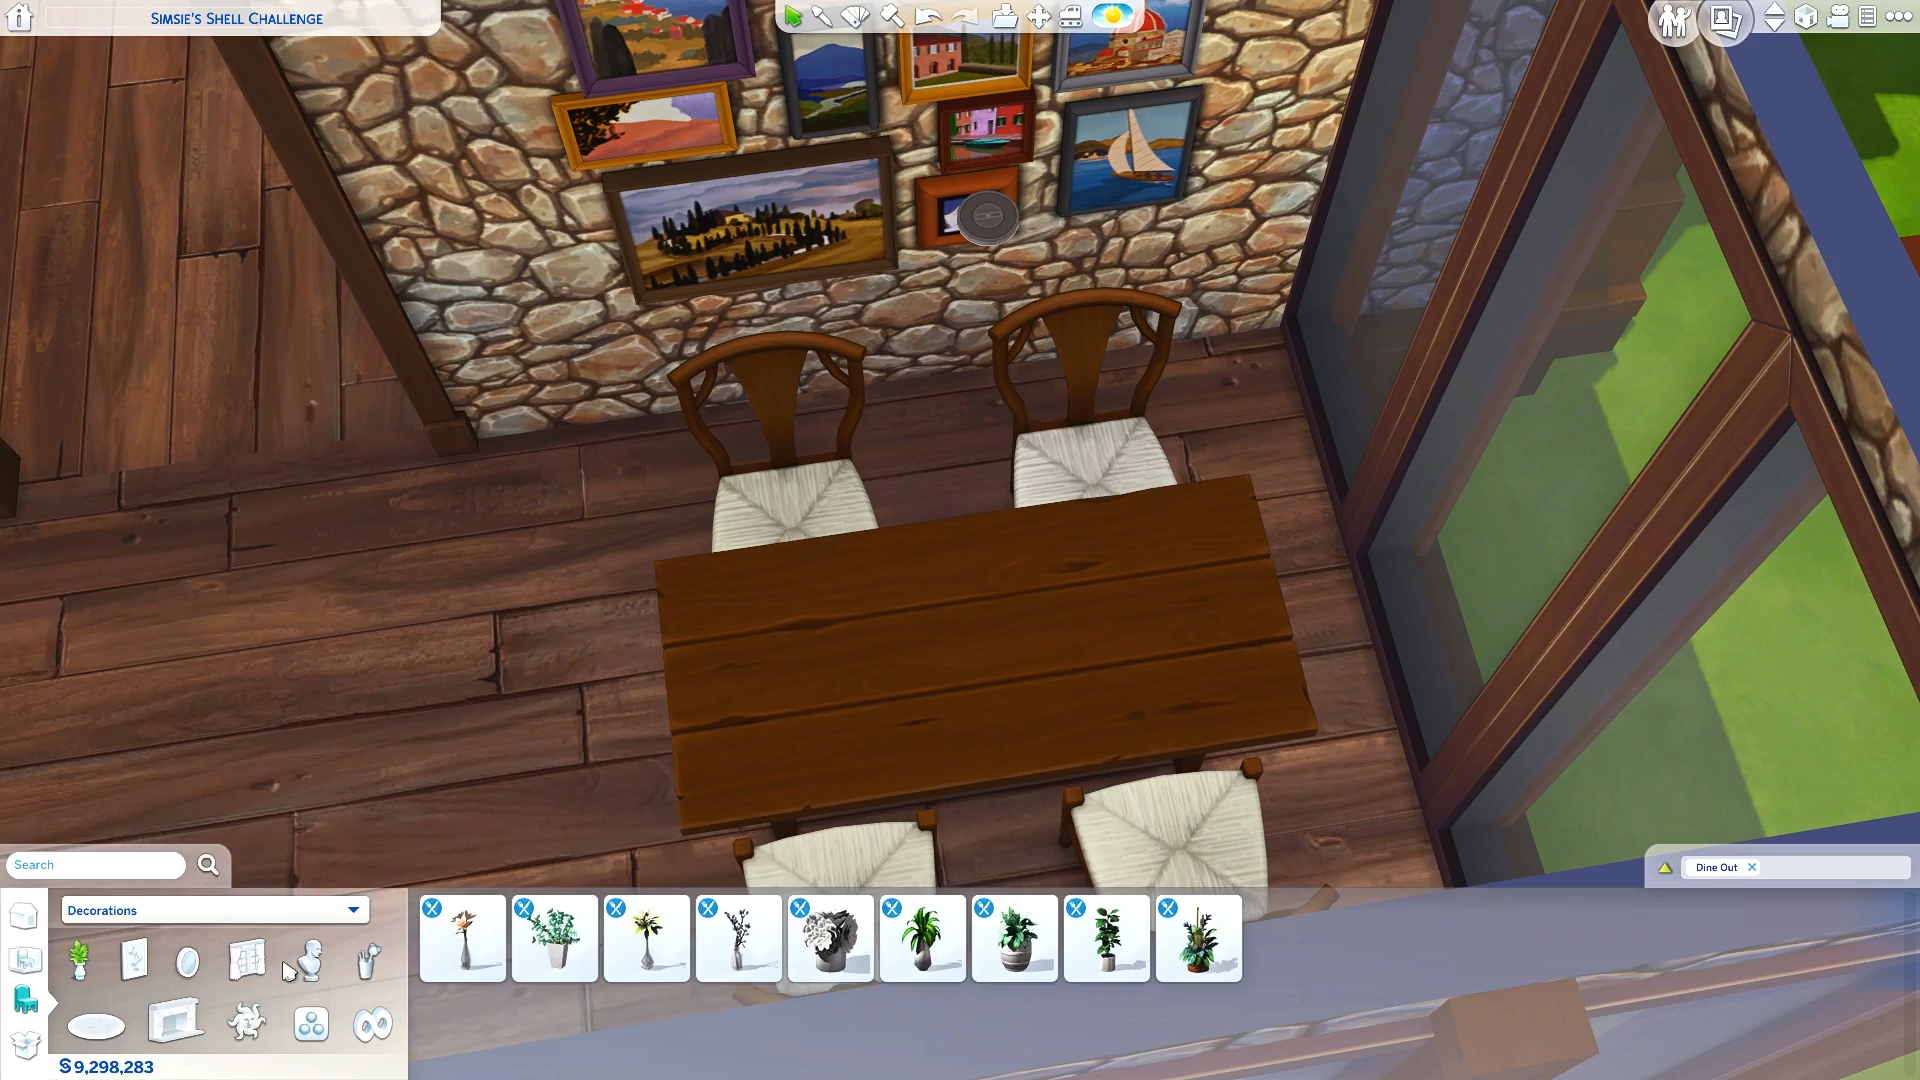 Simsie's Shell Challenge
Search
Dine Out
Decorations
§9,298,283